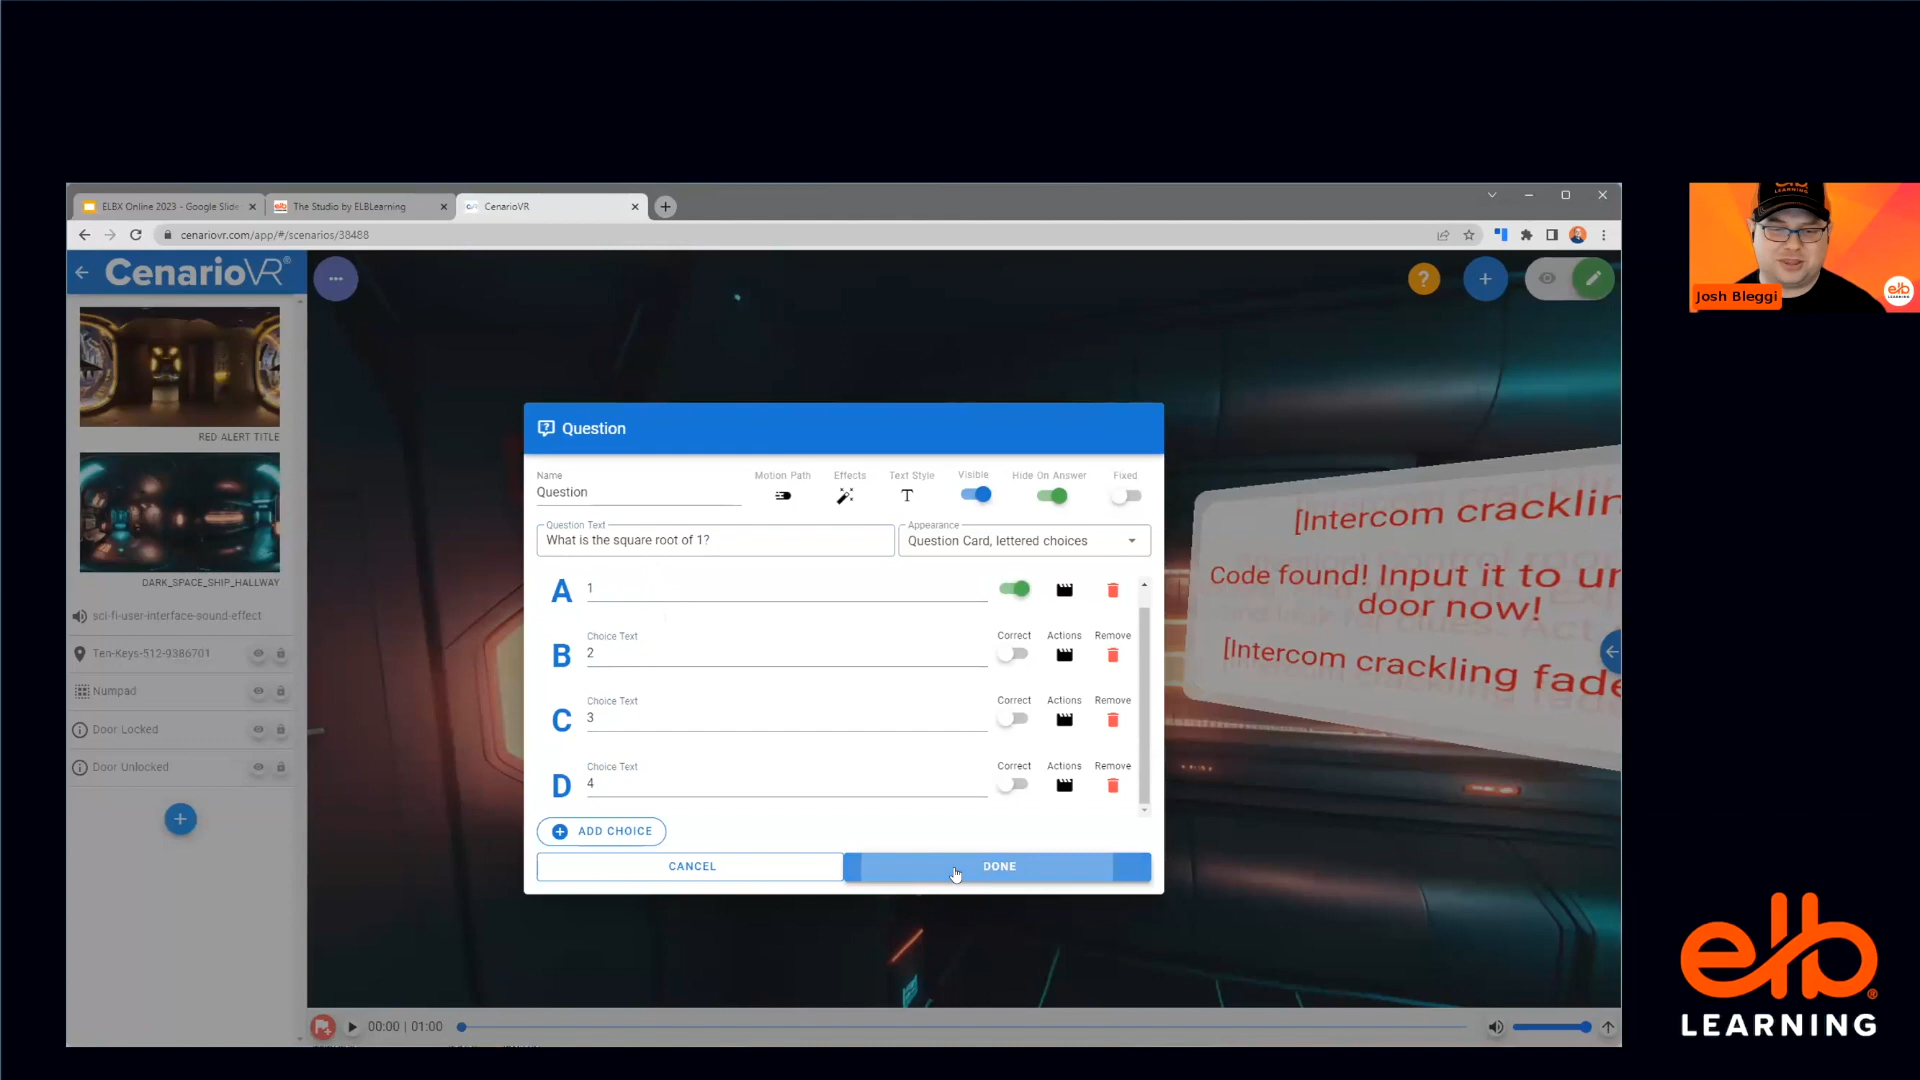 ELBX Online 2023 - Google Slide
The Studio by ELBLearning
CenarioVR
cenariovr.com/app/#/scenarios/38488
CenarioVR®
RED ALERT TITLE
DARK_SPACE_SHIP_HALLWAY
sci-fi-user-interface-sound-effect
Ten-Keys-512-9386701
Numpad
Door Locked
Door Unlocked
Question
Name
Motion Path
Effects
Text Style
Visible
Hide On Answer
Fixed
Question
Question Text
What is the square root of 1?
Appearance
Question Card, lettered choices
A
1
Choice Text
Correct
Actions
Remove
B
2
Choice Text
Correct
Actions
Remove
C
3
Choice Text
Correct
Actions
Remove
D
4
ADD CHOICE
CANCEL
DONE
[Intercom cracklin
Code found! Input it to un
door now!
[Intercom crackling fade
00:00 | 01:00
Josh Bleggi
elb
LEARNING
elb®
LEARNING